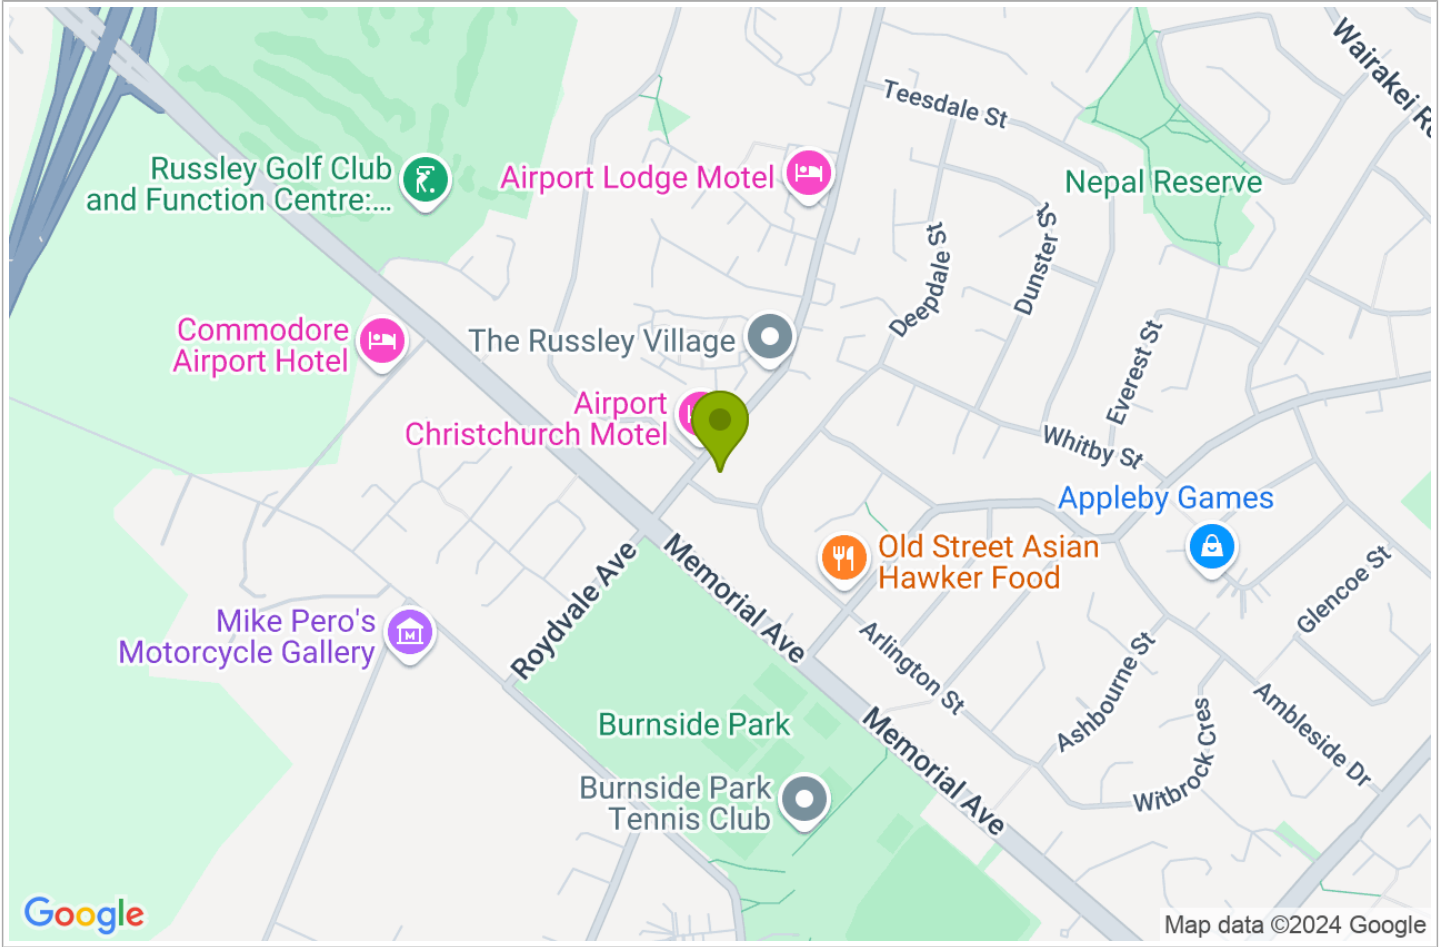 Wairakei R
Teesdale St
Russley Golf Club
and Function Centre:...
Airport Lodge Motel
Nepal Reserve
Deepdale St
Dunster St
Commodore
Airport Hotel
The Russley Village
Everest St
Airport
Christchurch Motel
Whitby St
Appleby Games
Old Street Asian
Hawker Food
Roydvale Ave
Memorial Ave
Glencoe St
Mike Pero's
Motorcycle Gallery
M
Arlington St
Ashbourne St
Ambleside Dr
Witbrock Cres
Burnside Park
Memorial Ave
Burnside Park
Tennis Club
Google
Map data ©2024 Google